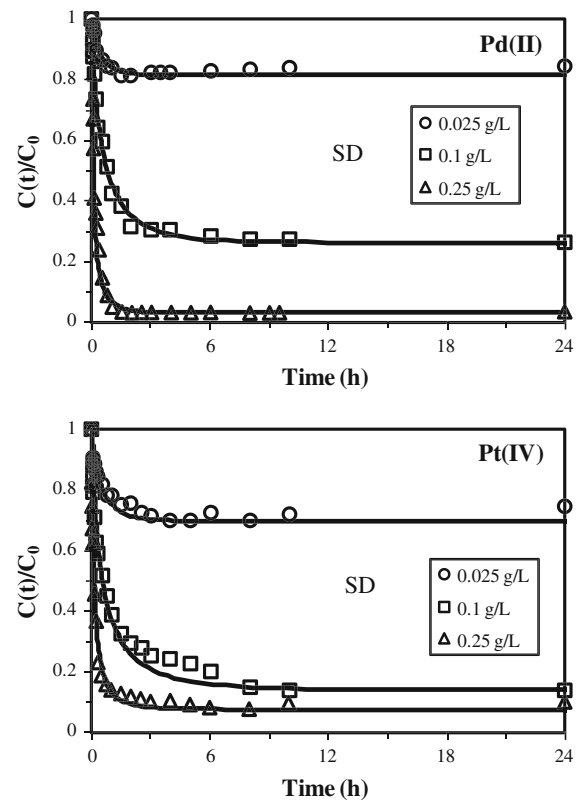 1
Pd(II)
0.8
0.025 g/L
0.1 g/L
0.25 g/L
0.6
SD
C(t)/C₀
0.4
0.2
0
0 6 12 18 24
Time (h)
1
Pt(IV)
0.8
0.025 g/L
0.1 g/L
0.25 g/L
0.6
SD
C(t)/C₀
0.4
0.2
0
0 6 12 18 24
Time (h)